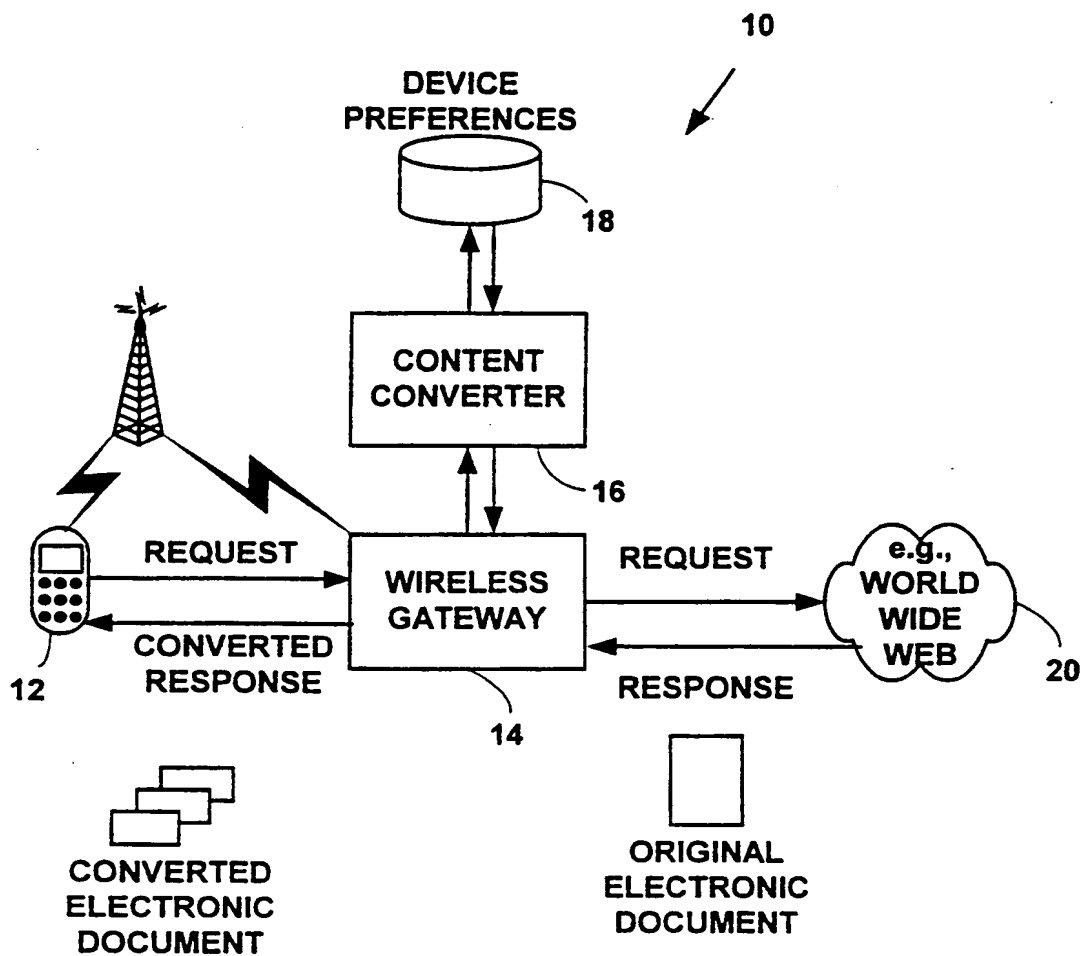 10
DEVICE
PREFERENCES
18
CONTENT
CONVERTER
16
REQUEST
WIRELESS
GATEWAY
REQUEST
e.g.,
WORLD
WIDE
WEB
CONVERTED
RESPONSE
12
14
RESPONSE
20
CONVERTED
ELECTRONIC
DOCUMENT
ORIGINAL
ELECTRONIC
DOCUMENT